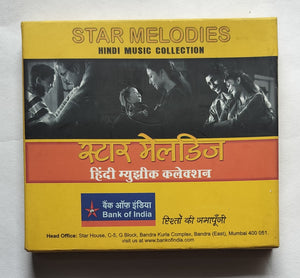 STAR MELODIES
HINDI MUSIC COLLECTION
स्टार मेलडिज
हिंदी म्युझीक कलेक्शन
बैंक ऑफ इंडिया
Bank of India
रिश्तों की जमापूँजी
Head Office: Star House, C-5, G Block, Bandra Kurla Complex, Bandra (East), Mumbai 400 051.
visit us at www.bankofindia.com